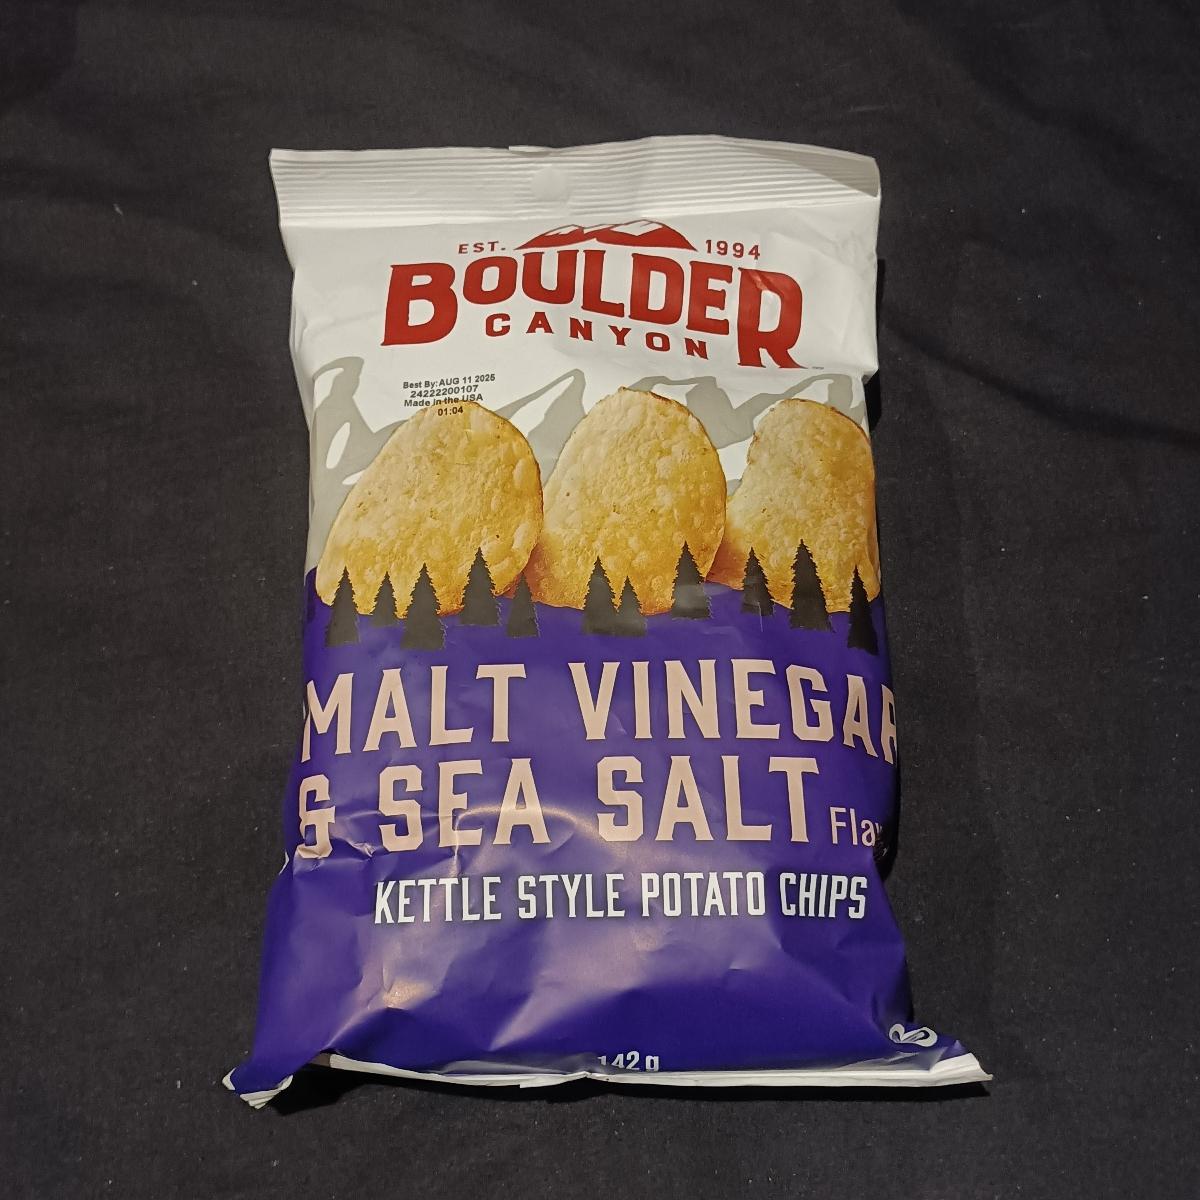 EST. 1994
BOULDER
CANYON
Best By:AUG 11 2025
24222200107
Made in the USA
01:04
MALT VINEGAR
& SEA SALT
KETTLE STYLE POTATO CHIPS
142 g